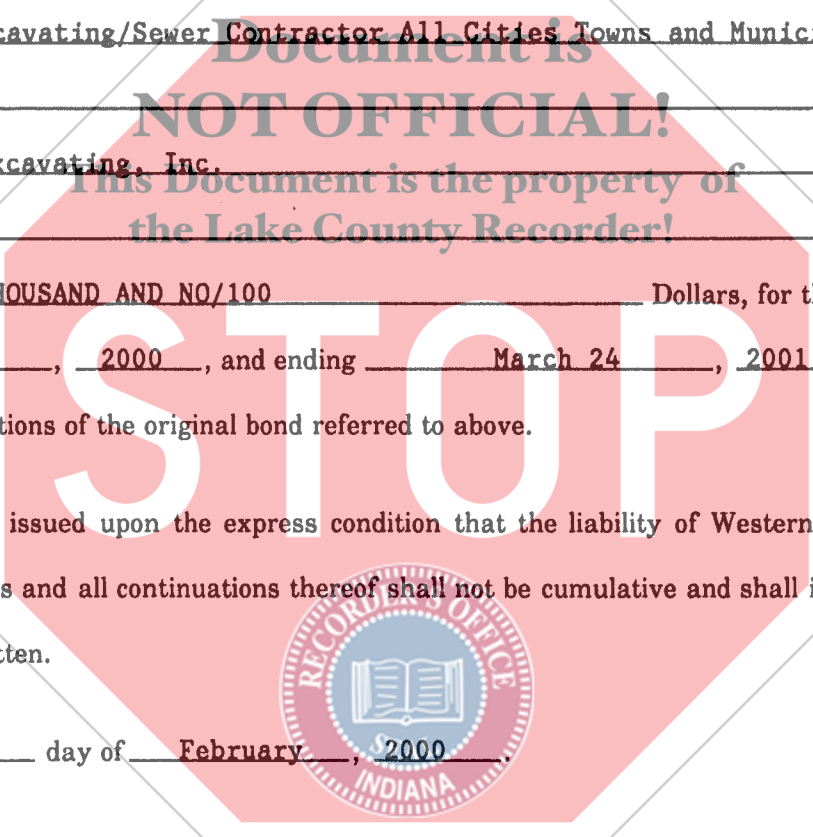 cavating/Sewer Contractor All Cities Towns and Munic
Document is
NOT OFFICIAL!
xcavating, Inc.
This Document is the property of
the Lake County Recorder!
OUSAND AND NO/100 Dollars, for t
, 2000, and ending March 24, 2001
STOP
tions of the original bond referred to above.
issued upon the express condition that the liability of Western
s and all continuations thereof shall not be cumulative and shall i
tten.
RECORDER'S OFFICE
day of February, 2000.
INDIANA